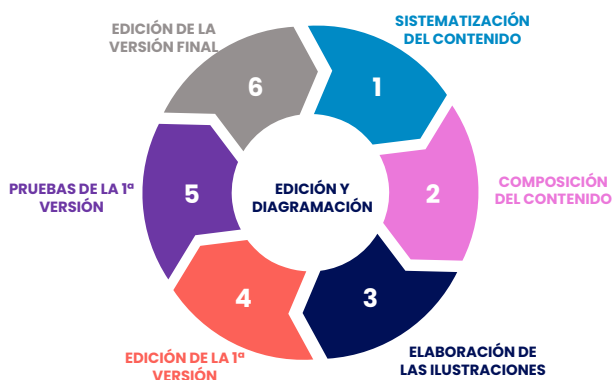 SISTEMATIZACIÓN
DEL CONTENIDO
1
COMPOSICIÓN
DEL CONTENIDO
2
ELABORACIÓN DE
LAS ILUSTRACIONES
3
EDICIÓN DE LA 1ª
VERSIÓN
4
PRUEBAS DE LA 1ª
VERSIÓN
5
EDICIÓN DE LA
VERSIÓN FINAL
6
EDICIÓN Y
DIAGRAMACIÓN